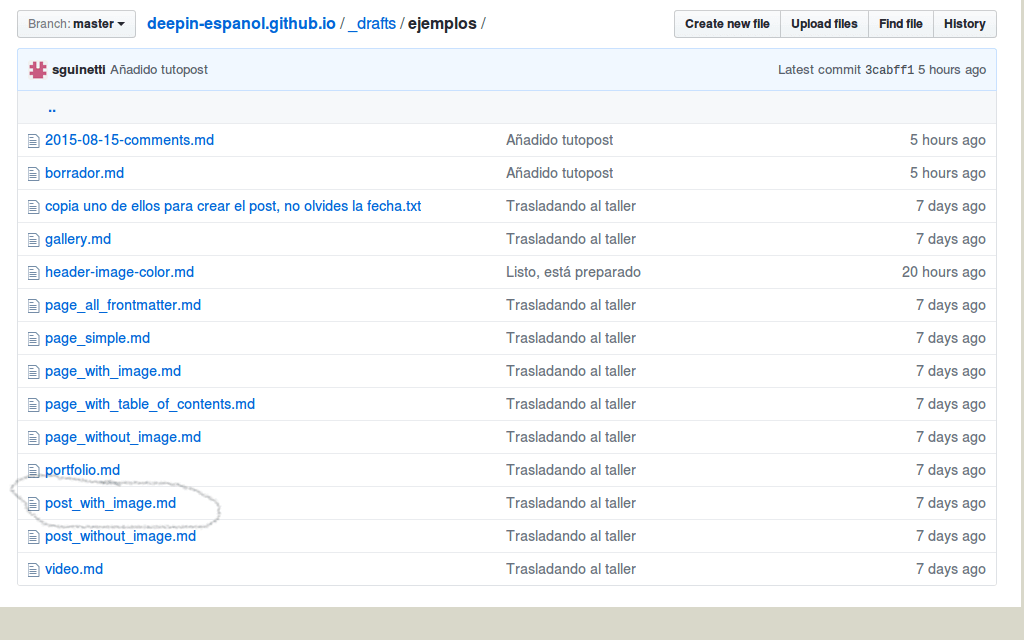 Branch: master deepin-espanol.github.io / _drafts / ejemplos / Create new file Upload files Find file History
sguinetti Añadido tutopost Latest commit 3cabff1 5 hours ago
..
2015-08-15-comments.md Añadido tutopost 5 hours ago
borrador.md Añadido tutopost 5 hours ago
copia uno de ellos para crear el post, no olvides la fecha.txt Trasladando al taller 7 days ago
gallery.md Trasladando al taller 7 days ago
header-image-color.md Listo, está preparado 20 hours ago
page_all_frontmatter.md Trasladando al taller 7 days ago
page_simple.md Trasladando al taller 7 days ago
page_with_image.md Trasladando al taller 7 days ago
page_with_table_of_contents.md Trasladando al taller 7 days ago
page_without_image.md Trasladando al taller 7 days ago
portfolio.md Trasladando al taller 7 days ago
post_with_image.md Trasladando al taller 7 days ago
post_without_image.md Trasladando al taller 7 days ago
video.md Trasladando al taller 7 days ago